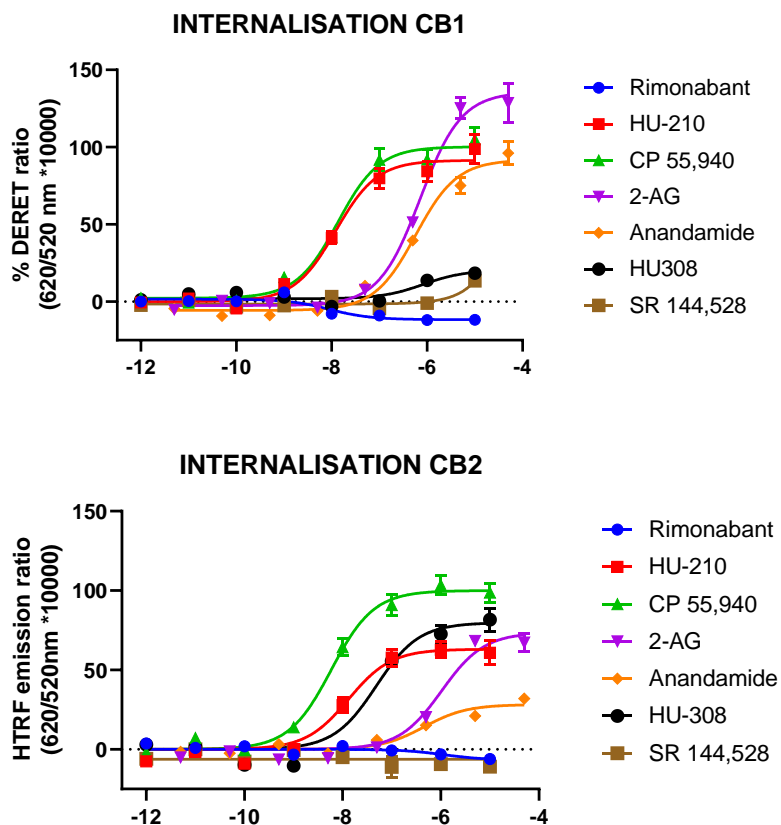 INTERNALISATION CB1
% DERET ratio
(620/520 nm *10000)
150
100
50
0
-12 -10 -8 -6 -4
Rimonabant
HU-210
CP 55,940
2-AG
Anandamide
HU308
SR 144,528
INTERNALISATION CB2
HTRF emission ratio
(620/520nm *10000)
150
100
50
0
-12 -10 -8 -6 -4
Rimonabant
HU-210
CP 55,940
2-AG
Anandamide
HU-308
SR 144,528